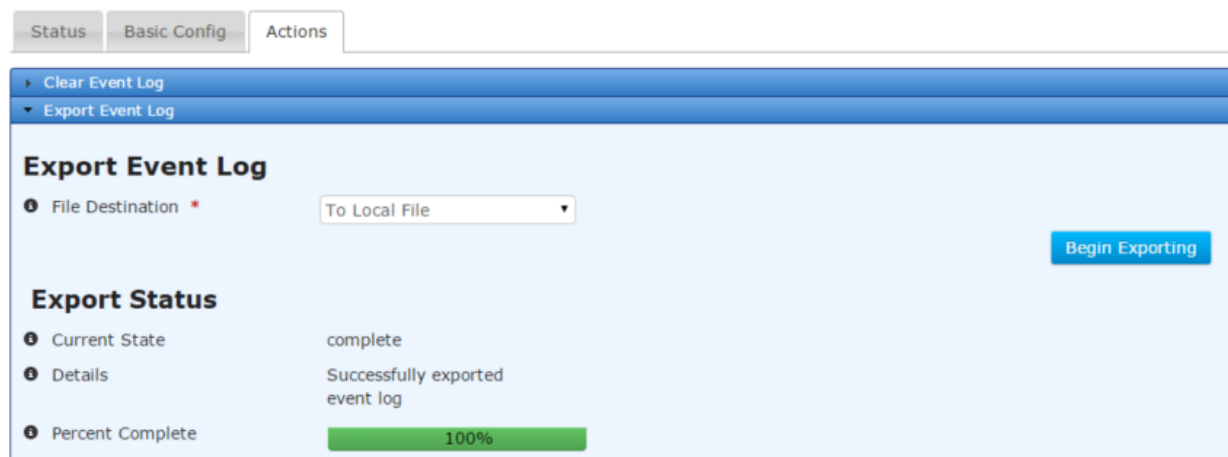 Status Basic Config Actions
Clear Event Log
Export Event Log
Export Event Log
File Destination * To Local File
Begin Exporting
Export Status
Current State complete
Details Successfully exported
event log
Percent Complete 100%